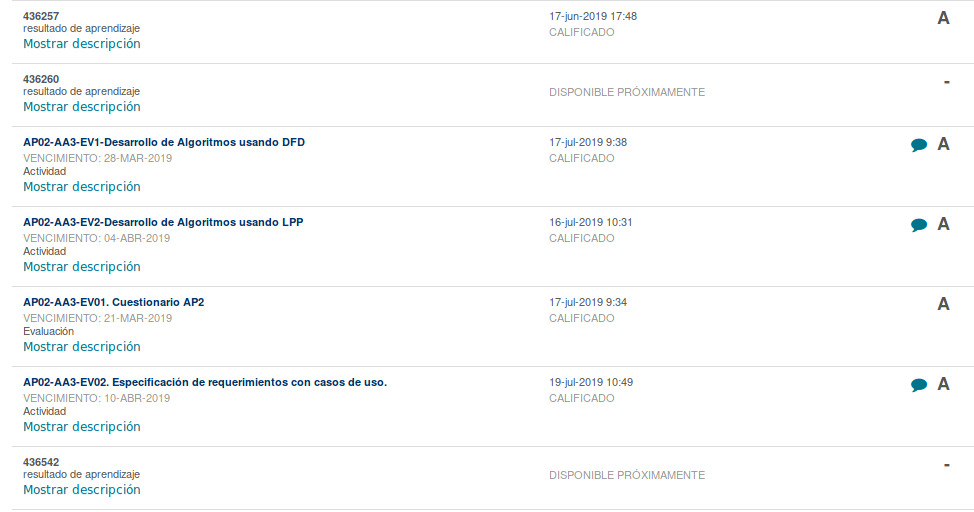 436257
resultado de aprendizaje
Mostrar descripción
17-jun-2019 17:48
CALIFICADO
A
436260
resultado de aprendizaje
Mostrar descripción
DISPONIBLE PRÓXIMAMENTE
-
AP02-AA3-EV1-Desarrollo de Algoritmos usando DFD
VENCIMIENTO: 28-MAR-2019
Actividad
Mostrar descripción
17-jul-2019 9:38
CALIFICADO
A
AP02-AA3-EV2-Desarrollo de Algoritmos usando LPP
VENCIMIENTO: 04-ABR-2019
Actividad
Mostrar descripción
16-jul-2019 10:31
CALIFICADO
A
AP02-AA3-EV01. Cuestionario AP2
VENCIMIENTO: 21-MAR-2019
Evaluación
Mostrar descripción
17-jul-2019 9:34
CALIFICADO
A
AP02-AA3-EV02. Especificación de requerimientos con casos de uso.
VENCIMIENTO: 10-ABR-2019
Actividad
Mostrar descripción
19-jul-2019 10:49
CALIFICADO
A
436542
resultado de aprendizaje
Mostrar descripción
DISPONIBLE PRÓXIMAMENTE
-